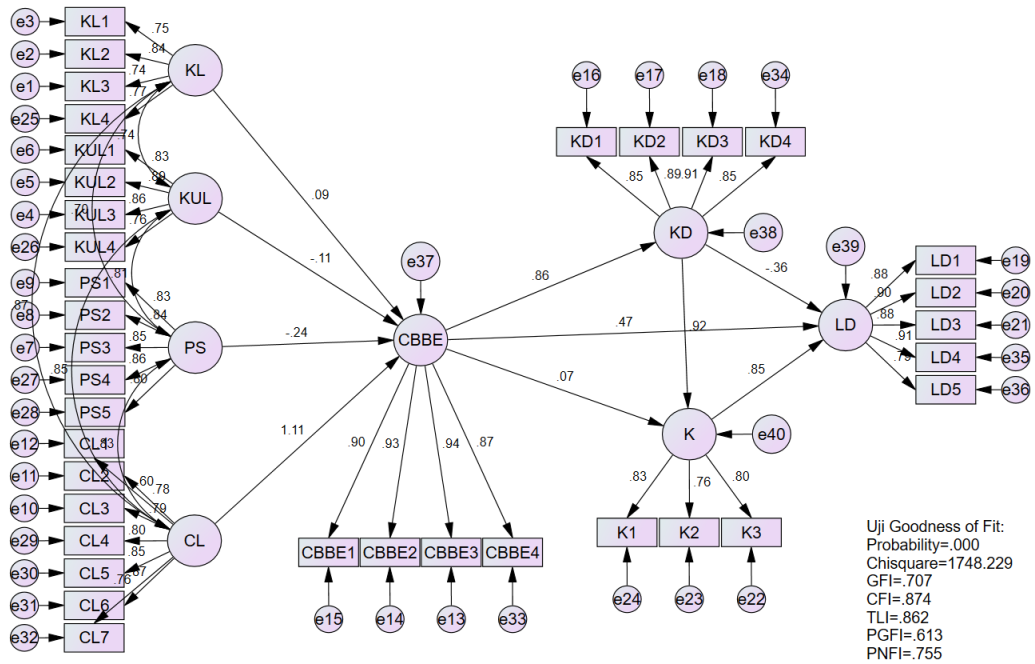 e3 KL1 .75
e2 KL2 .84
e1 KL3 .74
e25 KL4 .77
KL
.74
e6 KUL1 .83
e5 KUL2 .89
e4 KUL3 .86
e26 KUL4 .76
KUL
.70
.81
e9 PS1 .83
e8 PS2 .84
e7 PS3 .85
e27 PS4 .86
e28 PS5 .80
PS
.87
.85
e12 CL1 .83
e11 CL2 .60
e10 CL3 .78
.79
e29 CL4 .80
e30 CL5 .85
e31 CL6 .67
e32 CL7 .76
CL
.09
-.11
-.24
1.11
e37
CBBE
.90 .93 .94 .87
CBBE1 CBBE2 CBBE3 CBBE4
e15 e14 e13 e33
.86
.47
.07
e16 e17 e18 e34
KD1 KD2 KD3 KD4
.85 .89 .91 .85
KD
e38
-.36
.92
.85
K
e40
.83 .76 .80
K1 K2 K3
e24 e23 e22
e39
LD
.88 LD1 e19
.90 LD2 e20
.88 LD3 e21
.91 LD4 e35
.79 LD5 e36
Uji Goodness of Fit:
Probability=.000
Chisquare=1748.229
GFI=.707
CFI=.874
TLI=.862
PGFI=.613
PNFI=.755